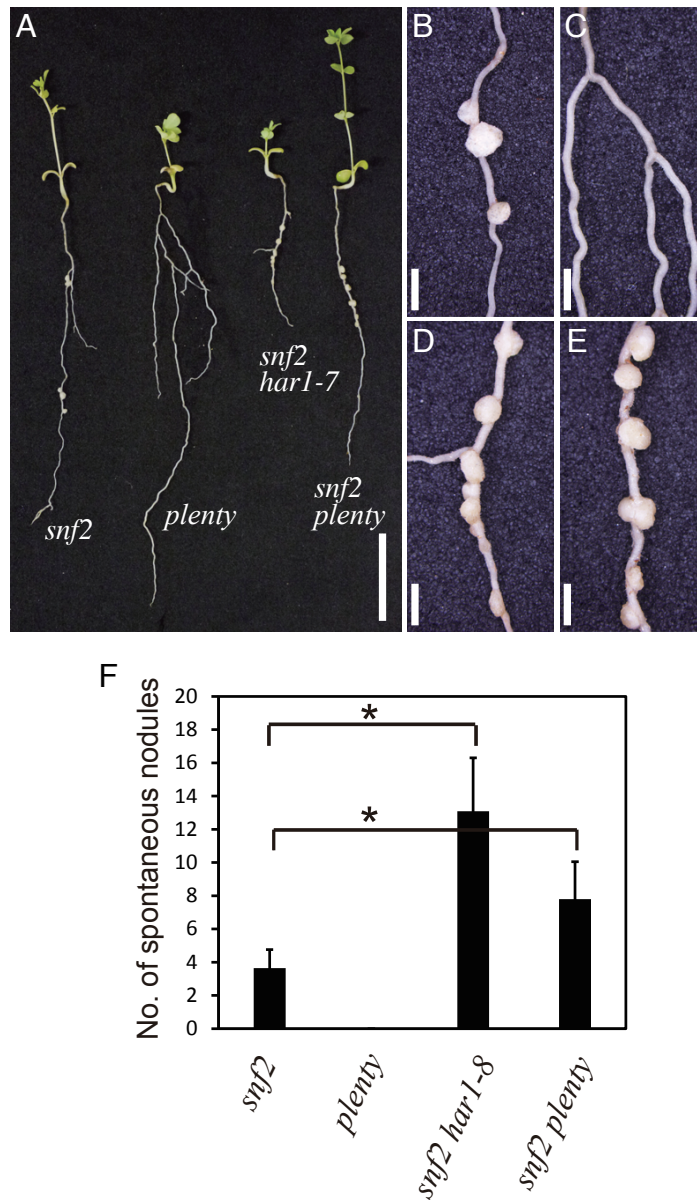 A
B
C
snf2
har1-7
snf2
plenty
snf2
plenty
D
E
F
No. of spontaneous nodules
20
18
16
14
12
10
8
6
4
2
0
*
*
snf2
plenty
snf2 har1-8
snf2 plenty